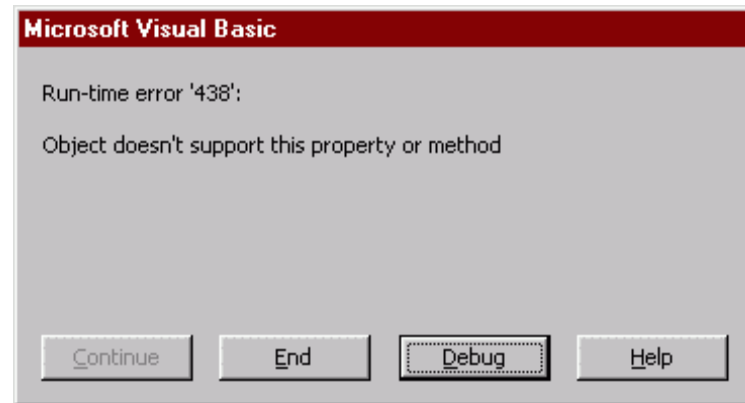 Microsoft Visual Basic
Run-time error '438':
Object doesn't support this property or method
Continue End Debug Help